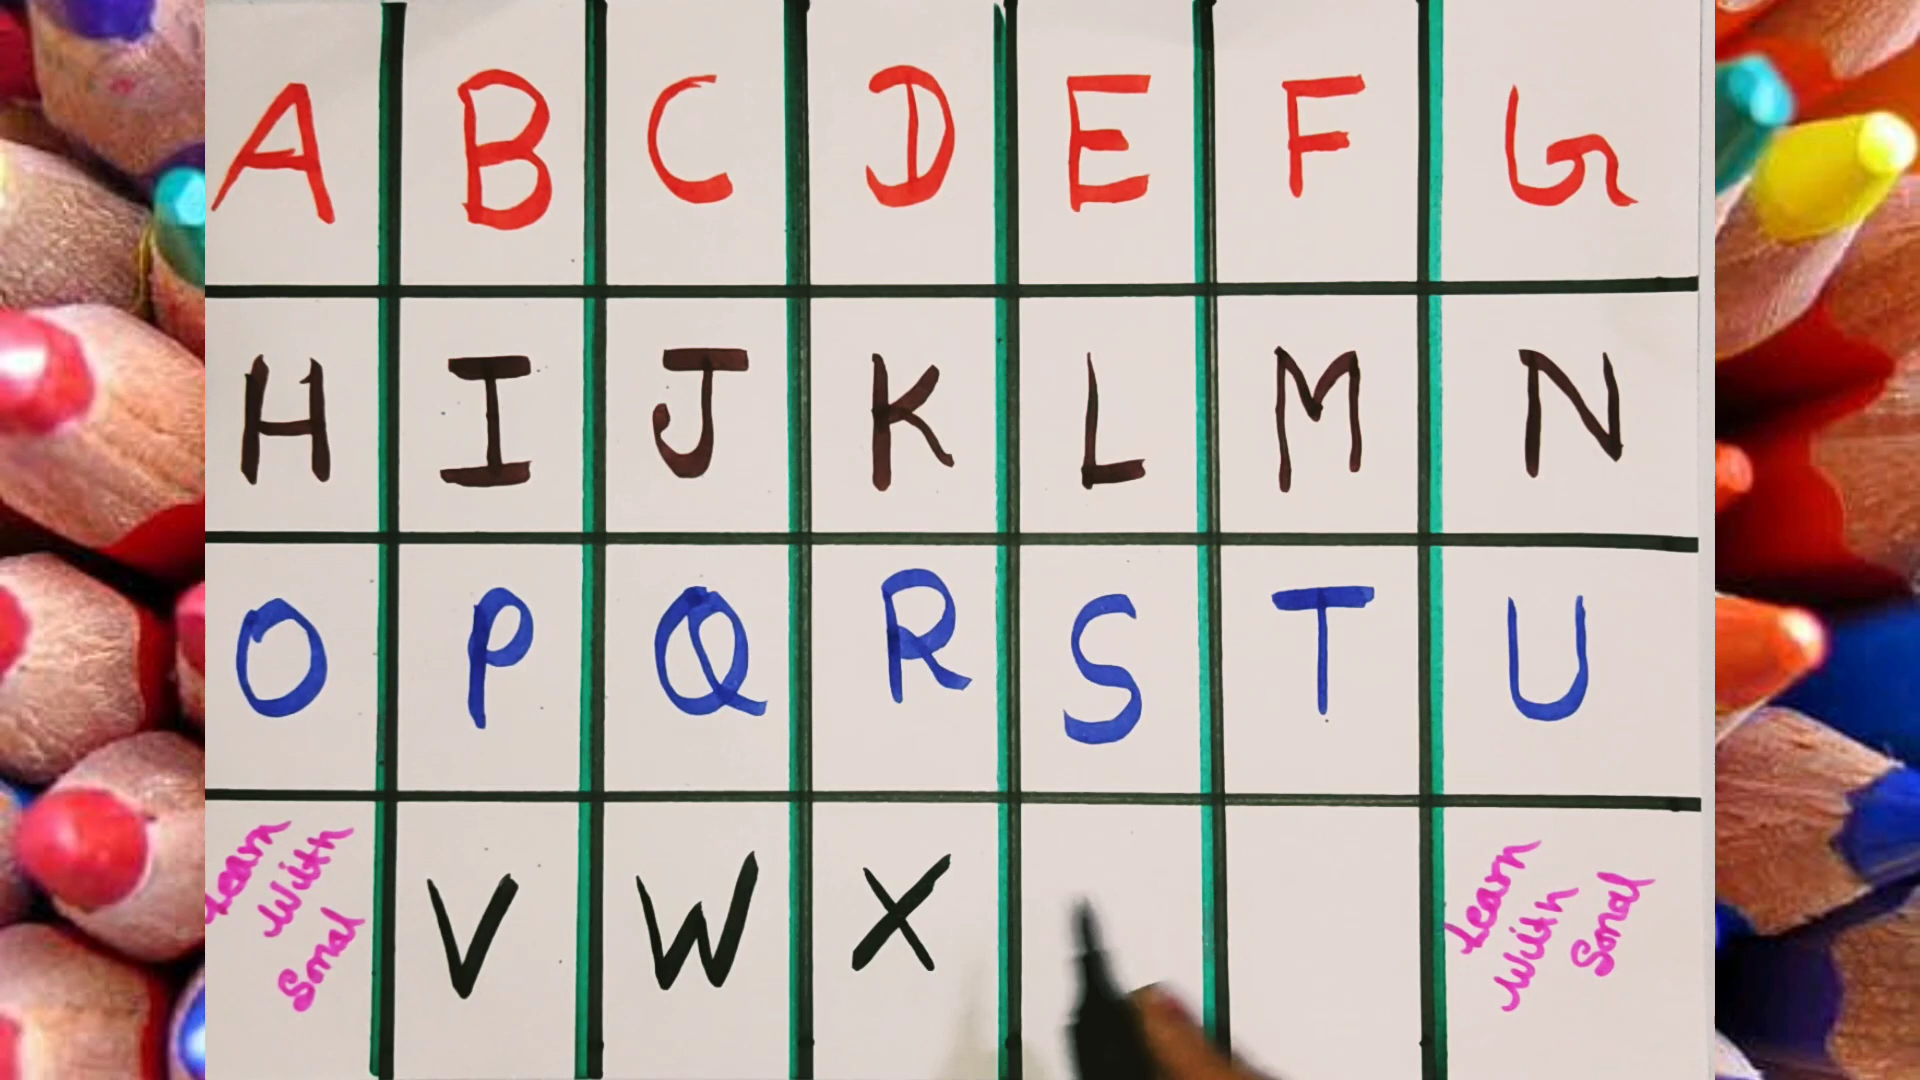 A B C D E F G
H I J K L M N
O P Q R S T U
Learn
With
Sonal
V W X
Learn
With
Sonal